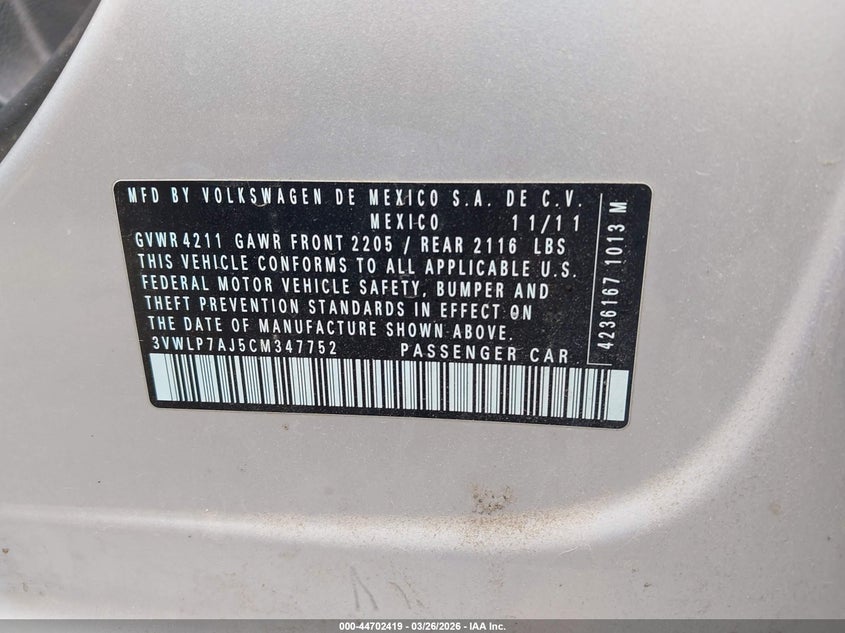 MFD BY VOLKSWAGEN DE MEXICO S.A. DE C.V.
MEXICO 11/11
GVWR 4211 GAWR FRONT 2205 / REAR 2116 LBS
THIS VEHICLE CONFORMS TO ALL APPLICABLE U.S.
FEDERAL MOTOR VEHICLE SAFETY, BUMPER AND
THEFT PREVENTION STANDARDS IN EFFECT ON
THE DATE OF MANUFACTURE SHOWN ABOVE.
3VWLP7AJ5CM347752 PASSENGER CAR
4236167 1013 M
000-44702419 - 03/26/2026 - IAA Inc.